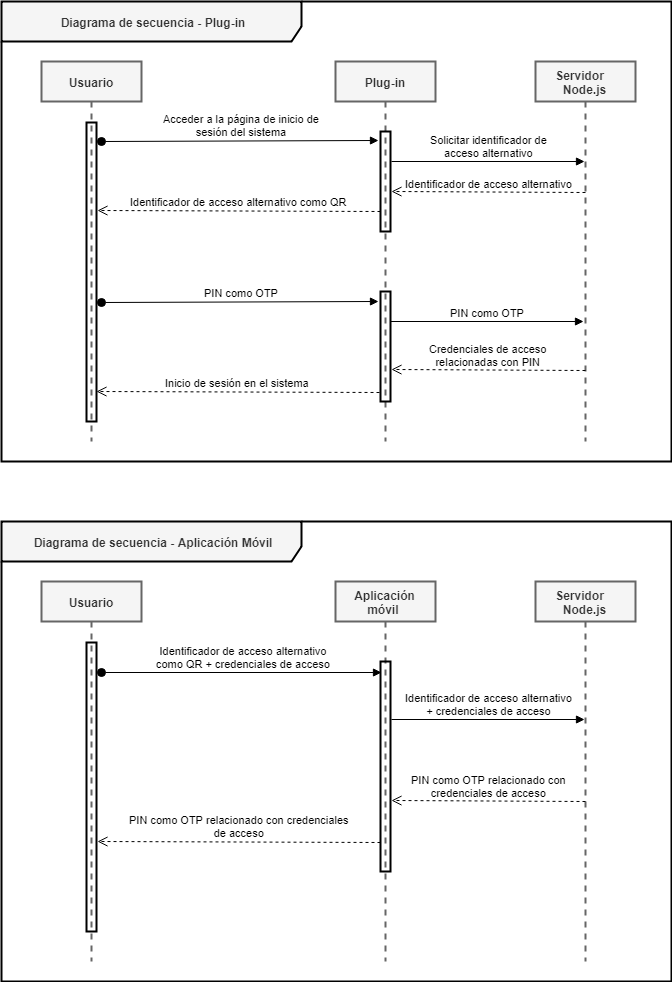 Diagrama de secuencia - Plug-in
Usuario
Plug-in
Servidor
Node.js
Acceder a la página de inicio de
sesión del sistema
Solicitar identificador de
acceso alternativo
Identificador de acceso alternativo
Identificador de acceso alternativo como QR
PIN como OTP
PIN como OTP
Credenciales de acceso
relacionadas con PIN
Inicio de sesión en el sistema
Diagrama de secuencia - Aplicación Móvil
Usuario
Aplicación
móvil
Servidor
Node.js
Identificador de acceso alternativo
como QR + credenciales de acceso
Identificador de acceso alternativo
+ credenciales de acceso
PIN como OTP relacionado con
credenciales de acceso
PIN como OTP relacionado con credenciales
de acceso